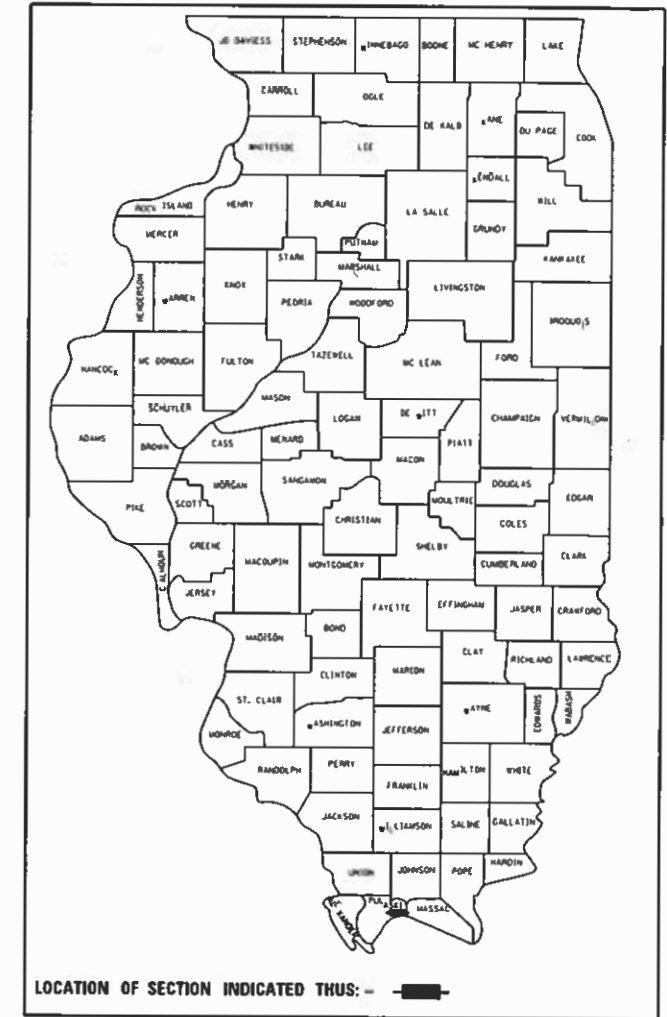 JO DAVIESS STEPHENSON WINNEBAGO BOONE MC HENRY LAKE
CARROLL OGLE DE KALB KANE DU PAGE COOK
WHITESIDE LEE KENDALL WILL
ROCK ISLAND HENRY BUREAU LA SALLE GRUNDY
MERCER PUTNAM KANKAKEE
STARK MARSHALL
HENDERSON WARREN KNOX PEORIA WOODFORD LIVINGSTON IROQUOIS
HANCOCK MC DONOUGH FULTON TAZEWELL MC LEAN FORD
SCHUYLER MASON LOGAN DE WITT CHAMPAIGN VERMILION
ADAMS BROWN CASS MENARD PIATT
MACON
PIKE SCOTT MORGAN SANGAMON MOULTRIE DOUGLAS EDGAR
CHRISTIAN COLES
CALHOUN GREENE MACOUPIN MONTGOMERY SHELBY CUMBERLAND CLARK
JERSEY FAYETTE EFFINGHAM JASPER CRAWFORD
MADISON BOND
CLINTON MARION CLAY RICHLAND LAWRENCE
ST. CLAIR
MONROE WASHINGTON JEFFERSON WAYNE EDWARDS WABASH
RANDOLPH PERRY HAMILTON WHITE
FRANKLIN
JACKSON WILLIAMSON SALINE GALLATIN
UNION JOHNSON POPE HARDIN
PULASKI MASSAC
LOCATION OF SECTION INDICATED THUS: -